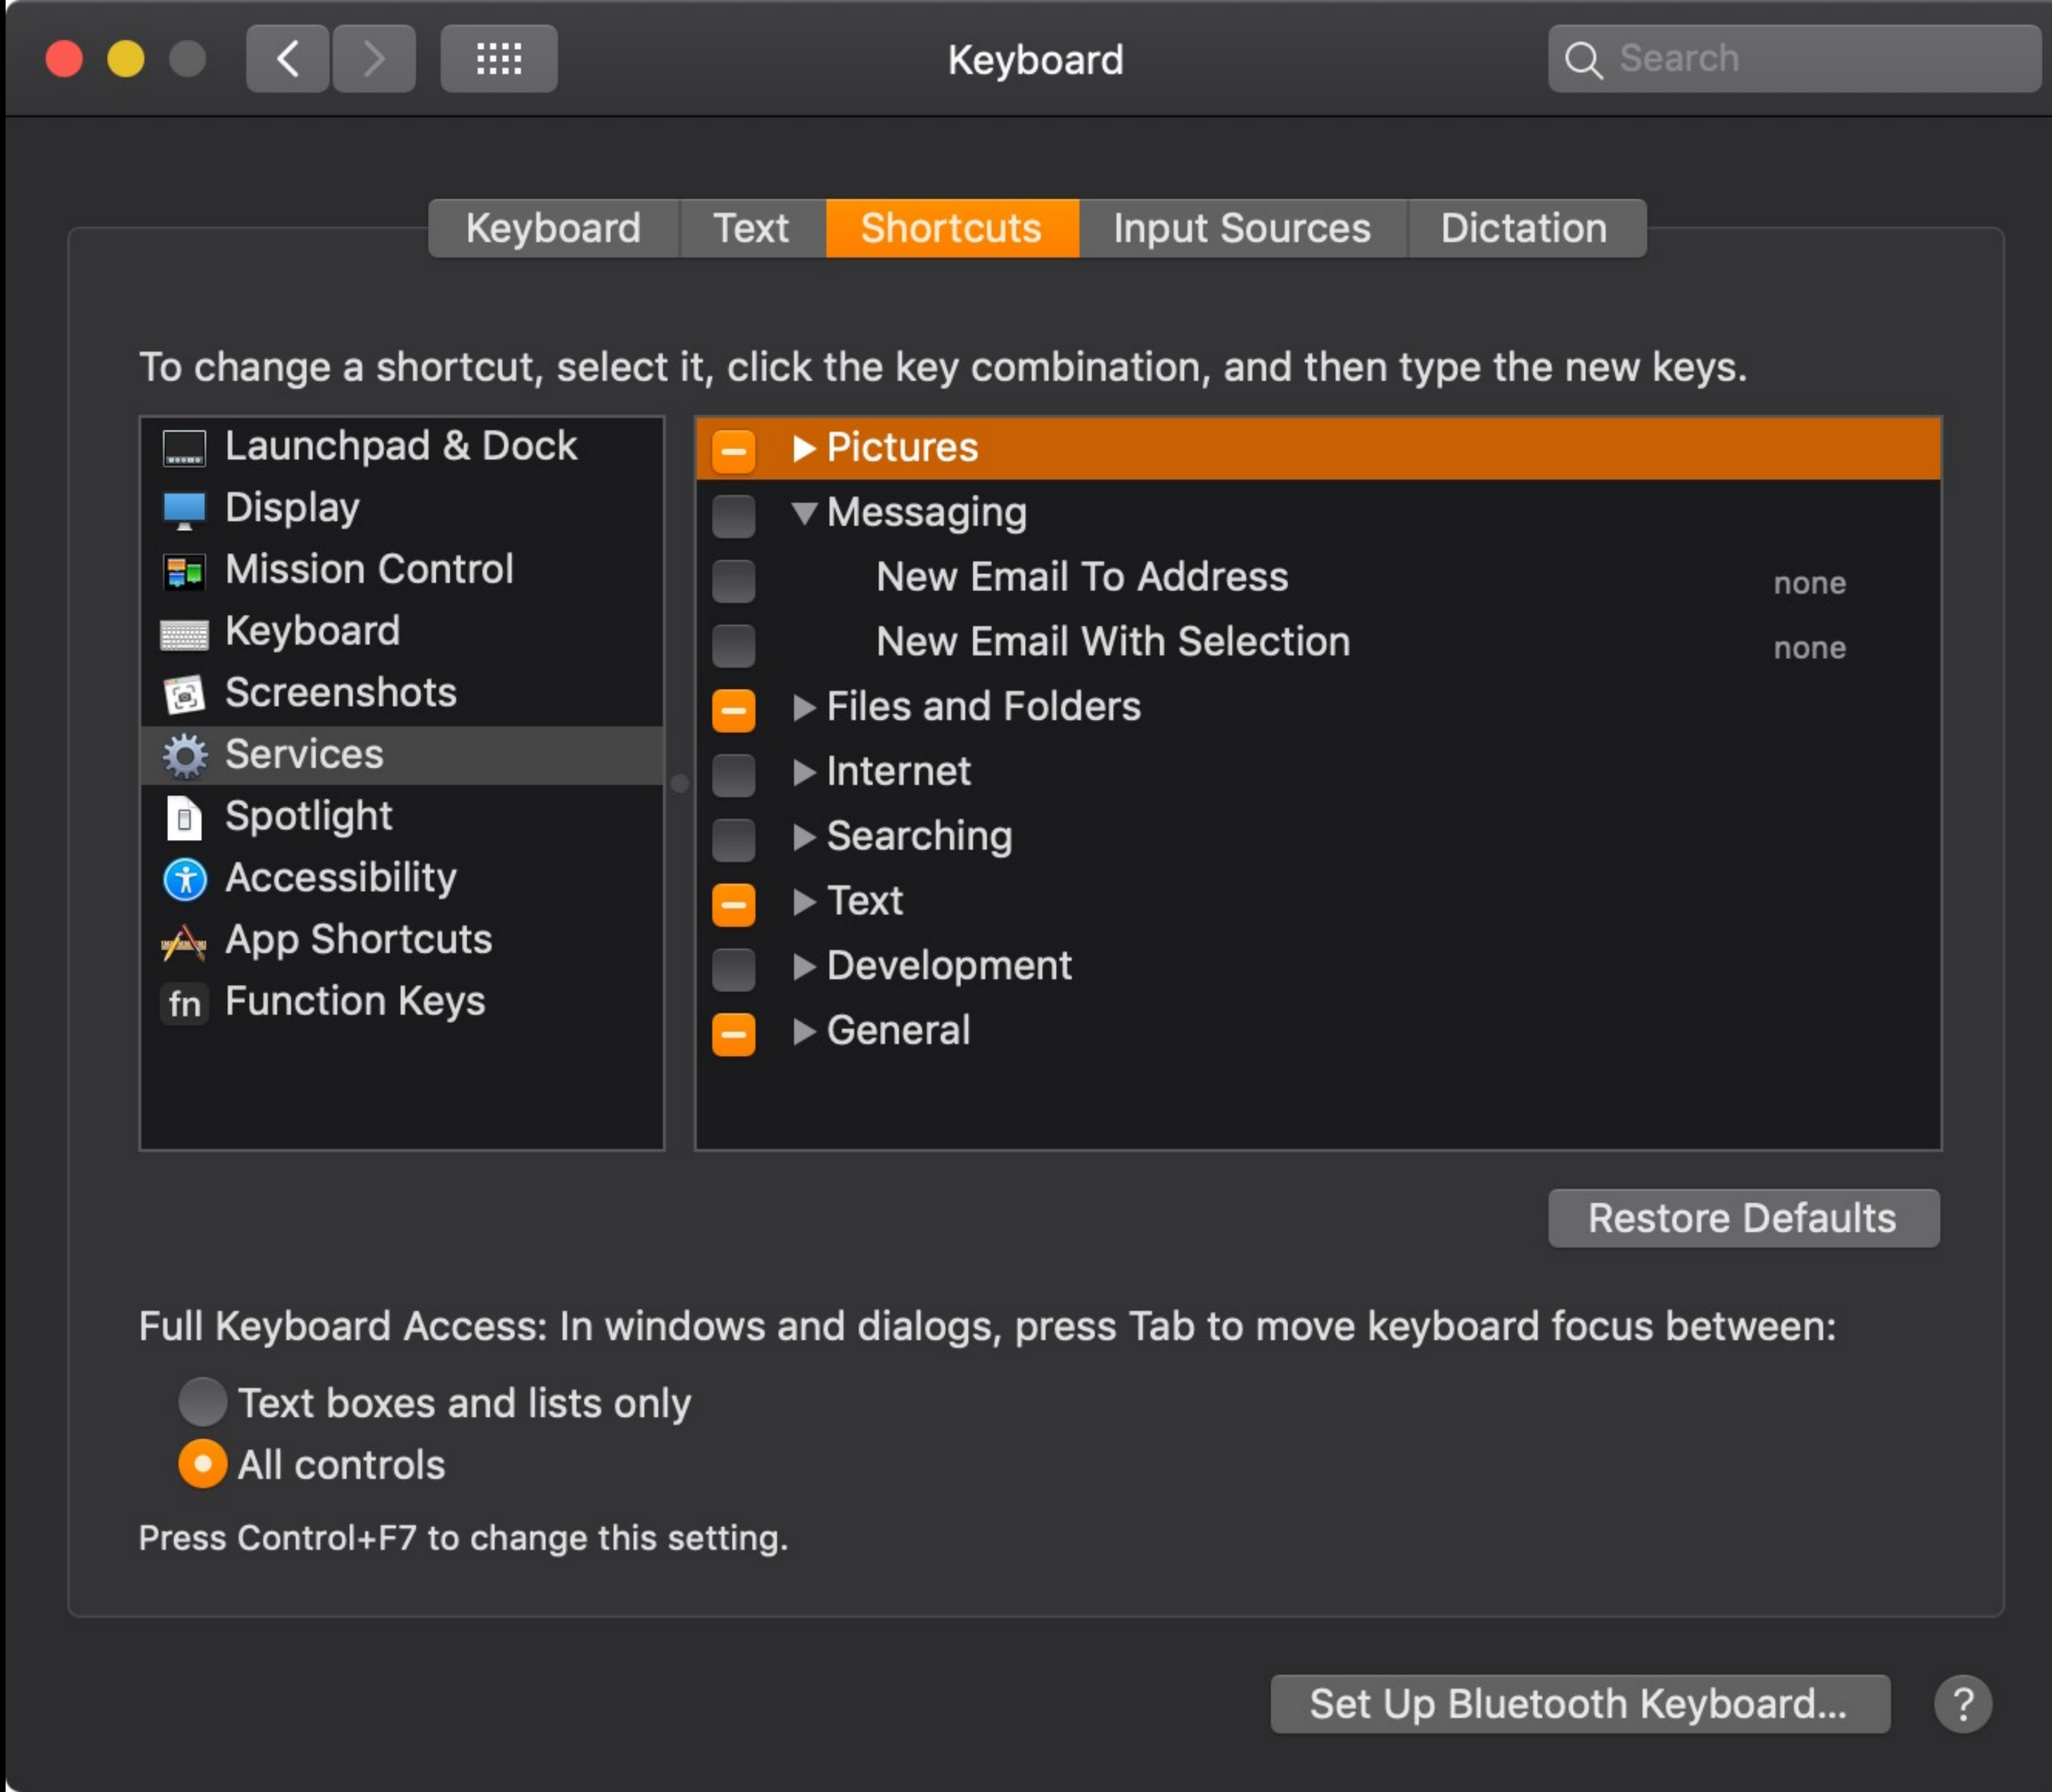 Keyboard
Search
Keyboard Text Shortcuts Input Sources Dictation
To change a shortcut, select it, click the key combination, and then type the new keys.
Launchpad & Dock
Display
Mission Control
Keyboard
Screenshots
Services
Spotlight
Accessibility
App Shortcuts
fn Function Keys
Pictures
Messaging
New Email To Address none
New Email With Selection none
Files and Folders
Internet
Searching
Text
Development
General
Restore Defaults
Full Keyboard Access: In windows and dialogs, press Tab to move keyboard focus between:
Text boxes and lists only
All controls
Press Control+F7 to change this setting.
Set Up Bluetooth Keyboard... ?